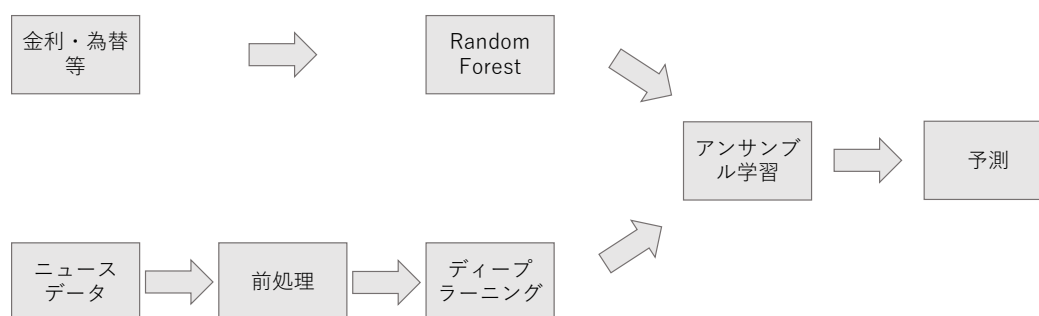 金利・為替
等
Random
Forest
アンサンブ
ル学習
予測
ニュース
データ
前処理
ディープ
ラーニング